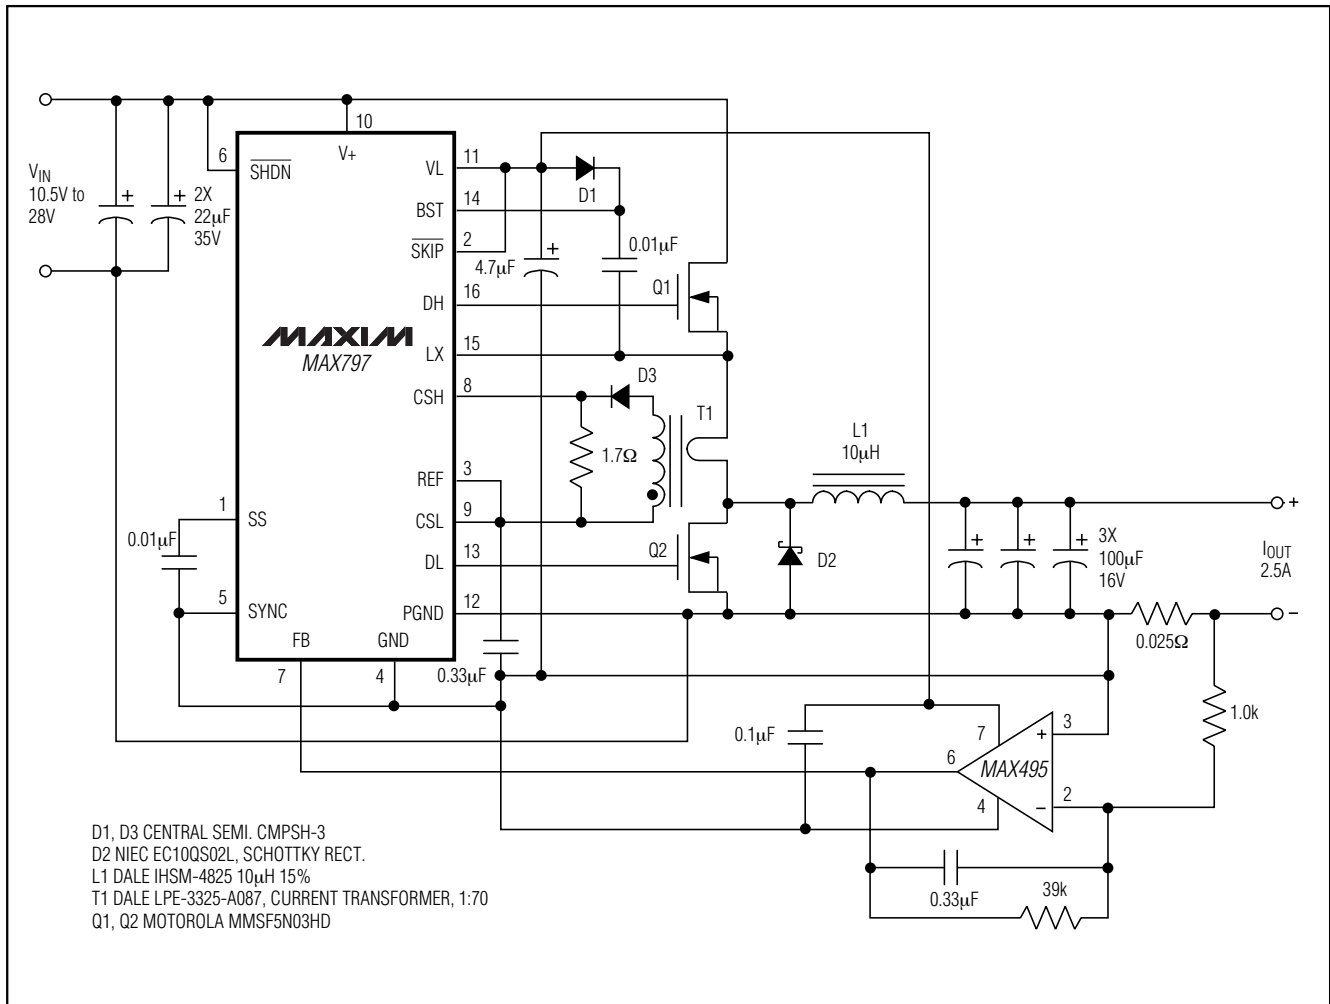 VIN
10.5V to
28V
+
+
2X
22μF
35V
6
SHDN
10
V+
VL
11
BST
14
SKIP
2
DH
16
LX
15
CSH
8
REF
3
CSL
9
DL
13
PGND
12
MAXIM
MAX797
1
SS
0.01μF
5
SYNC
FB
7
GND
4
D1
4.7μF
+
0.01μF
Q1
D3
T1
1.7Ω
Q2
D2
L1
10μH
+
+
+
3X
100μF
16V
+
IOUT
2.5A
−
0.025Ω
1.0k
0.33μF
0.1μF
7
6
4
+
−
MAX495
3
2
0.33μF
39k
D1, D3 CENTRAL SEMI. CMPSH-3
D2 NIEC EC10QS02L, SCHOTTKY RECT.
L1 DALE IHSM-4825 10μH 15%
T1 DALE LPE-3325-A087, CURRENT TRANSFORMER, 1:70
Q1, Q2 MOTOROLA MMSF5N03HD